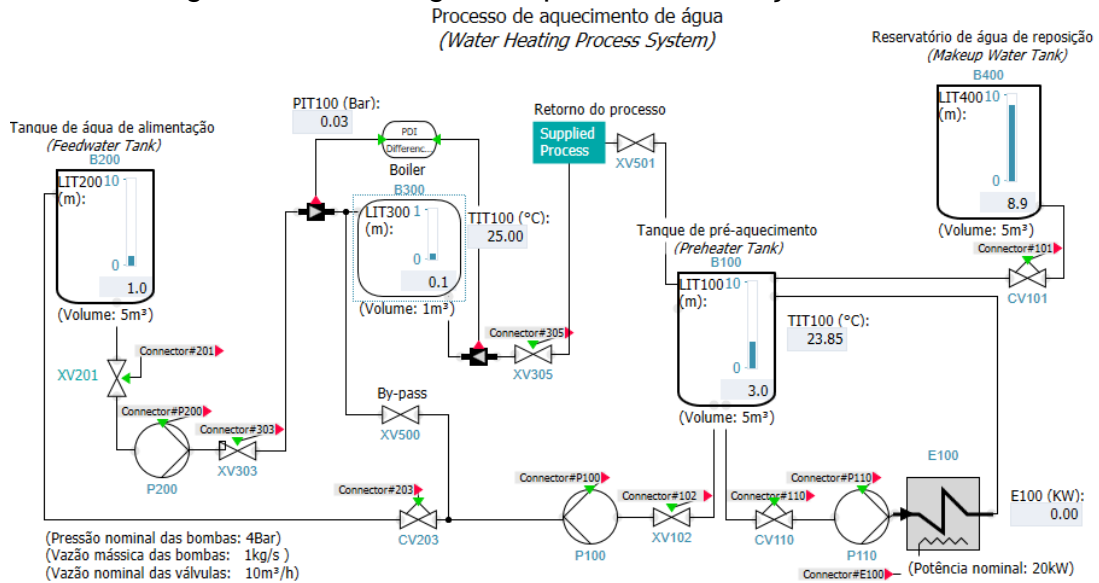 Processo de aquecimento de água
(Water Heating Process System)
Reservatório de água de reposição
(Makeup Water Tank)
B400
LIT400
(m):
10
0
8.9
(Volume: 5m³)
Connector#101
CV101
PIT100 (Bar):
0.03
PDI
Differenc...
Boiler
B300
LIT300
(m):
1
0
0.1
(Volume: 1m³)
TIT100 (°C):
25.00
Retorno do processo
Supplied
Process
XV501
Tanque de água de alimentação
(Feedwater Tank)
B200
LIT200
(m):
10
0
1.0
(Volume: 5m³)
Tanque de pré-aquecimento
(Preheater Tank)
B100
LIT100
(m):
10
0
3.0
(Volume: 5m³)
TIT100 (°C):
23.85
Connector#305
XV305
Connector#201
XV201
Connector#P200
P200
Connector#303
XV303
By-pass
XV500
Connector#203
CV203
Connector#P100
P100
Connector#102
XV102
Connector#110
CV110
Connector#P110
P110
E100
E100 (KW):
0.00
Connector#E100
(Potência nominal: 20kW)
(Pressão nominal das bombas: 4Bar)
(Vazão mássica das bombas: 1kg/s )
(Vazão nominal das válvulas: 10m³/h)